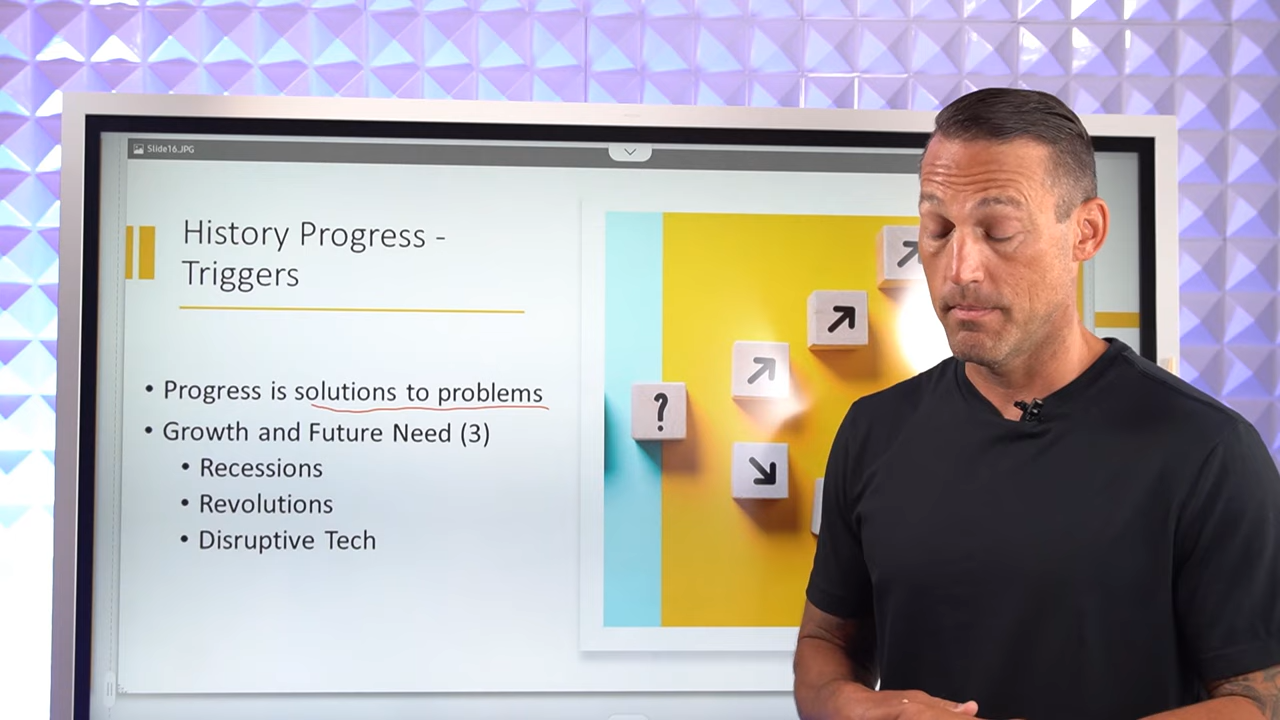 Slide16.JPG
History Progress -
Triggers
• Progress is solutions to problems
• Growth and Future Need (3)
• Recessions
• Revolutions
• Disruptive Tech
?